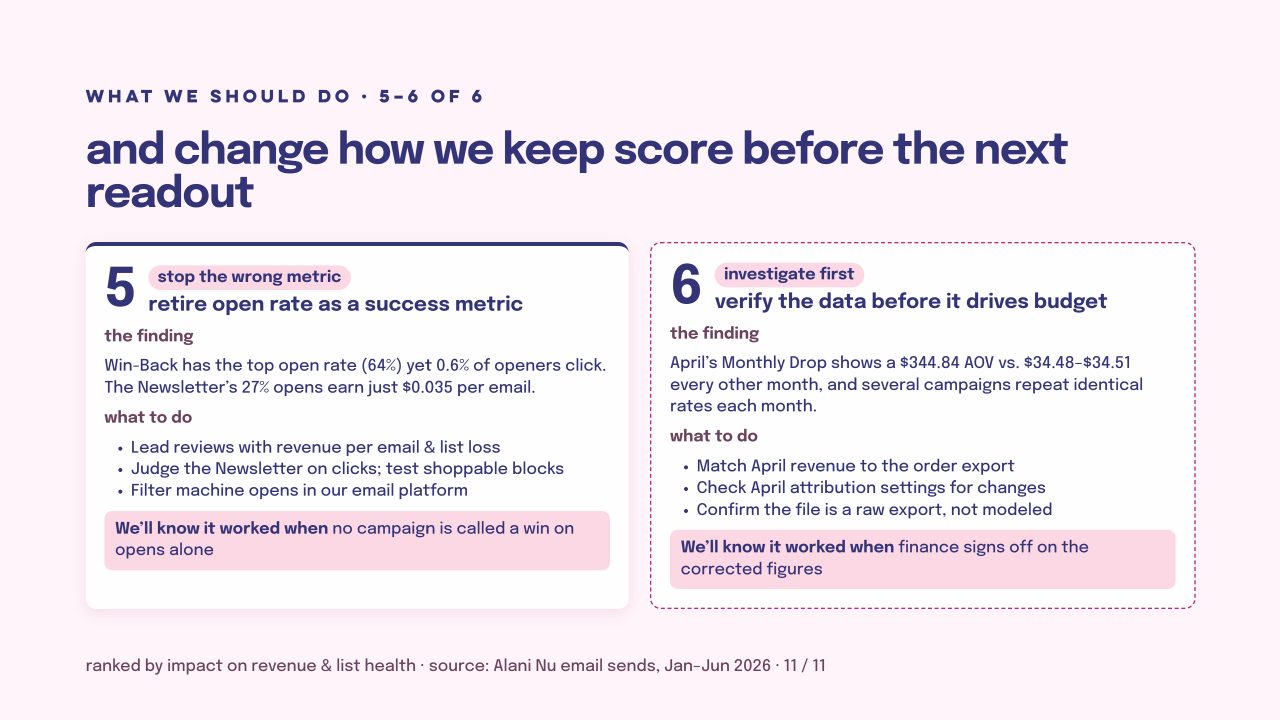 WHAT WE SHOULD DO · 5–6 OF 6
and change how we keep score before the next
readout
5
stop the wrong metric
retire open rate as a success metric
the finding
Win-Back has the top open rate (64%) yet 0.6% of openers click.
The Newsletter’s 27% opens earn just $0.035 per email.
what to do
• Lead reviews with revenue per email & list loss
• Judge the Newsletter on clicks; test shoppable blocks
• Filter machine opens in our email platform
We’ll know it worked when no campaign is called a win on
opens alone
6
investigate first
verify the data before it drives budget
the finding
April’s Monthly Drop shows a $344.84 AOV vs. $34.48–$34.51
every other month, and several campaigns repeat identical
rates each month.
what to do
• Match April revenue to the order export
• Check April attribution settings for changes
• Confirm the file is a raw export, not modeled
We’ll know it worked when finance signs off on the
corrected figures
ranked by impact on revenue & list health · source: Alani Nu email sends, Jan–Jun 2026 · 11 / 11